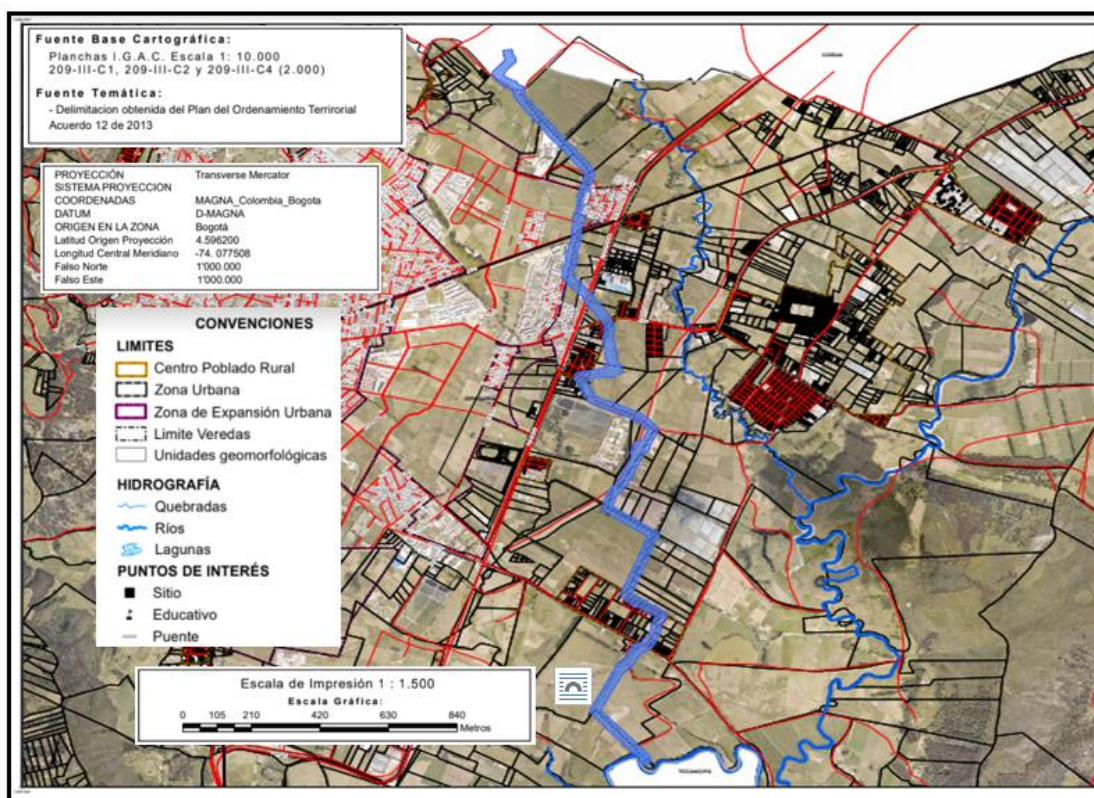 Fuente Base Cartográfica:
Planchas I.G.A.C. Escala 1: 10.000
209-III-C1, 209-III-C2 y 209-III-C4 (2.000)
Fuente Temática:
- Delimitacion obtenida del Plan del Ordenamiento Terrirorial
Acuerdo 12 de 2013
PROYECCIÓN Transverse Mercator
SISTEMA PROYECCION
COORDENADAS MAGNA_Colombia_Bogota
DATUM D-MAGNA
ORIGEN EN LA ZONA Bogotá
Latitud Origen Proyección 4.596200
Longitud Central Meridiano -74. 077508
Falso Norte 1'000.000
Falso Este 1'000.000
CONVENCIONES
LIMITES
Centro Poblado Rural
Zona Urbana
Zona de Expansión Urbana
Limite Veredas
Unidades geomorfológicas
HIDROGRAFÍA
Quebradas
Ríos
Lagunas
PUNTOS DE INTERÉS
Sitio
Educativo
Puente
Escala de Impresión 1 : 1.500
Escala Gráfica:
0 105 210 420 630 840
Metros